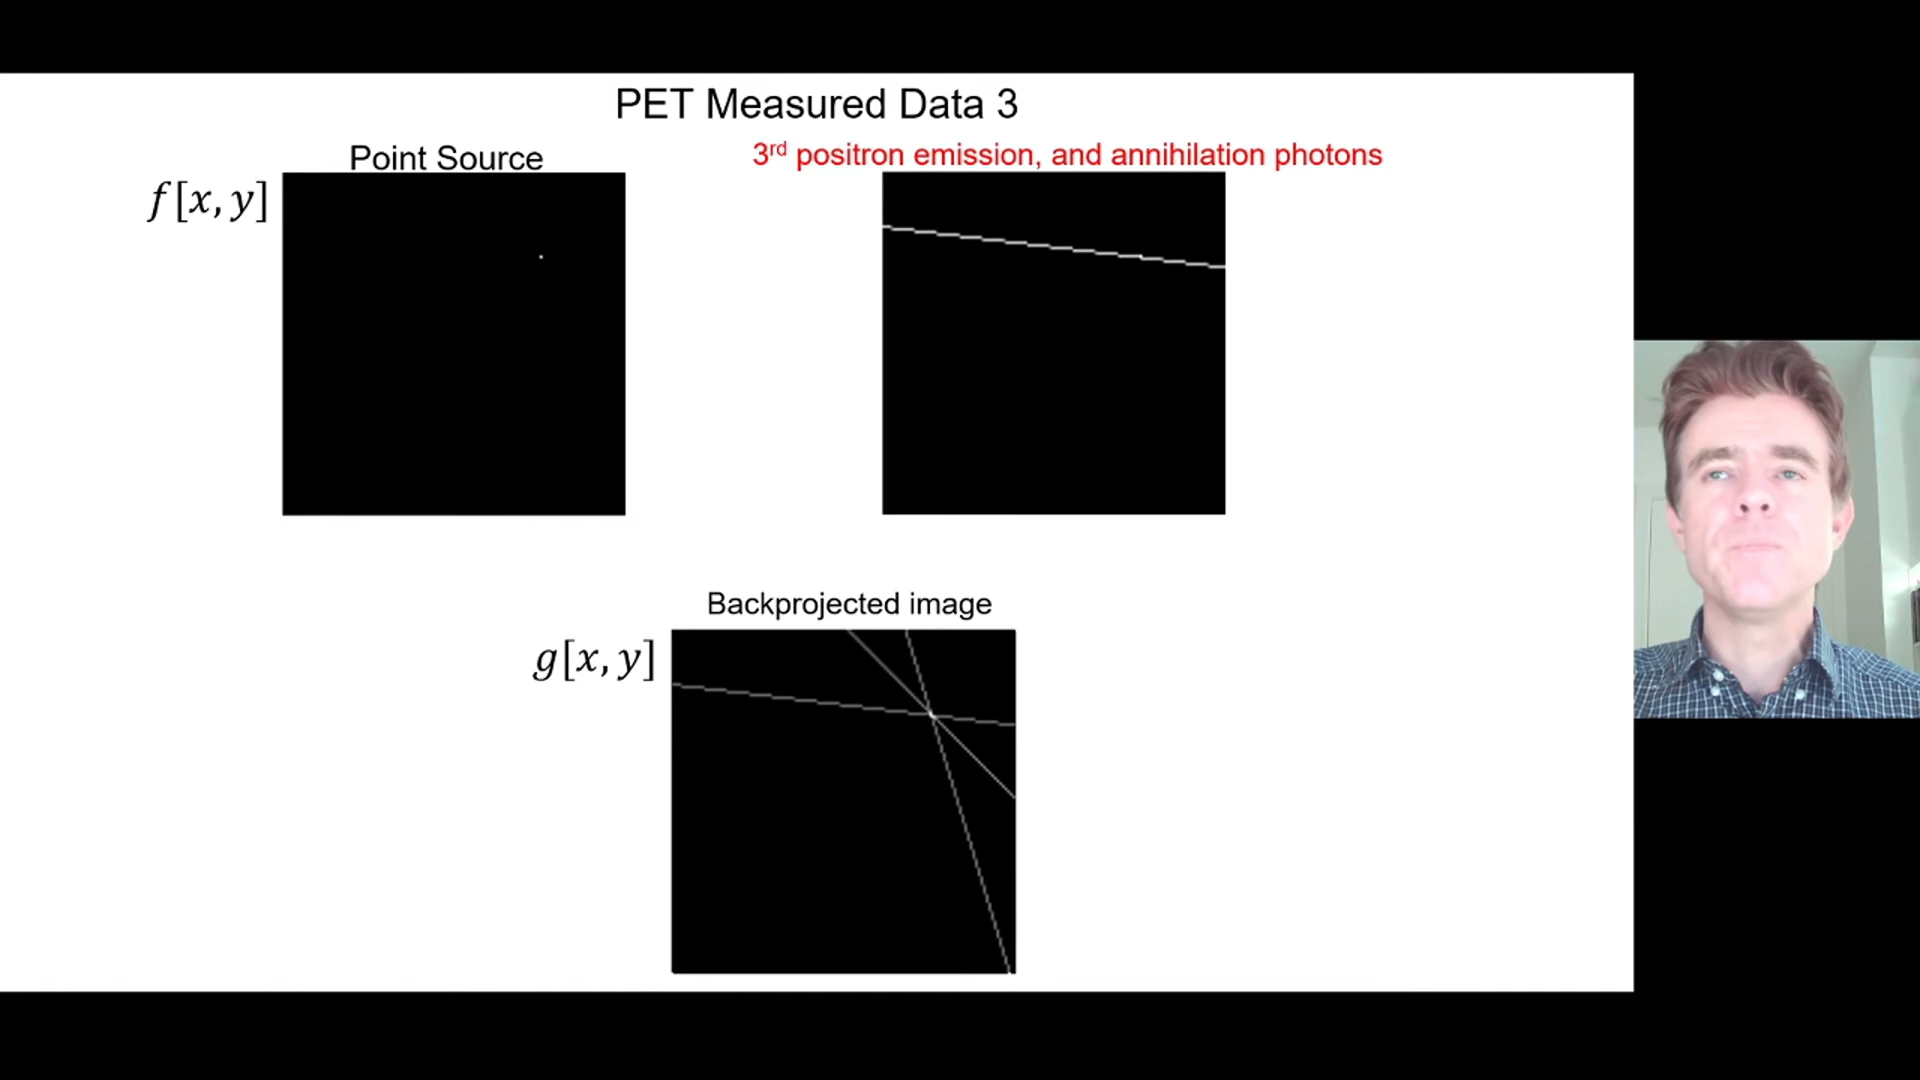 PET Measured Data 3
Point Source
3rd positron emission, and annihilation photons
f[x, y]
Backprojected image
g[x, y]